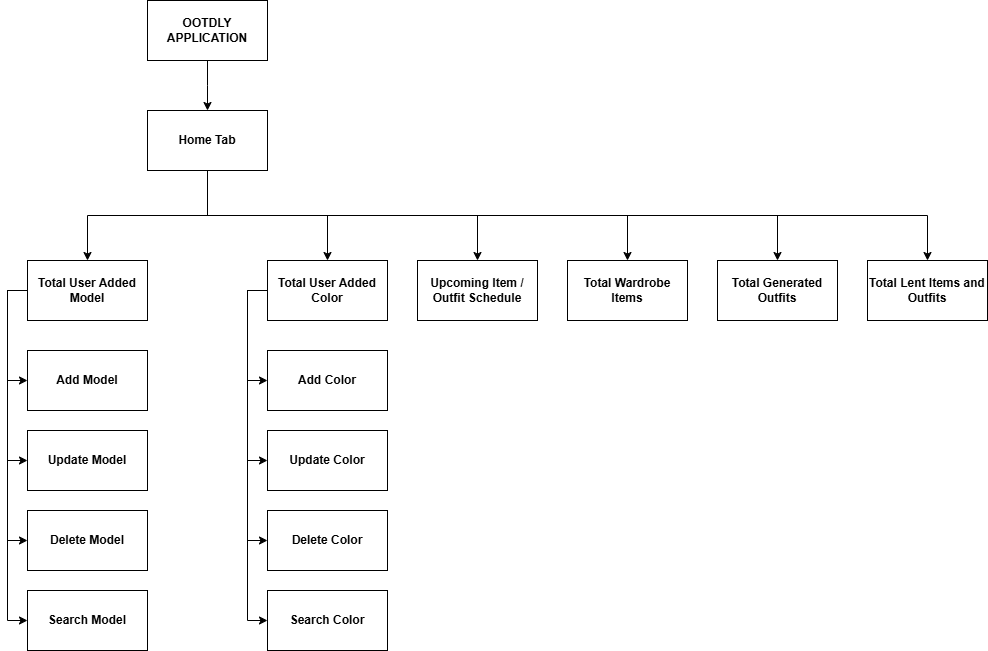 OOTDLY
APPLICATION
Home Tab
Total User Added
Model
Total User Added
Color
Upcoming Item /
Outfit Schedule
Total Wardrobe
Items
Total Generated
Outfits
Total Lent Items and
Outfits
Add Model
Add Color
Update Model
Update Color
Delete Model
Delete Color
Search Model
Search Color